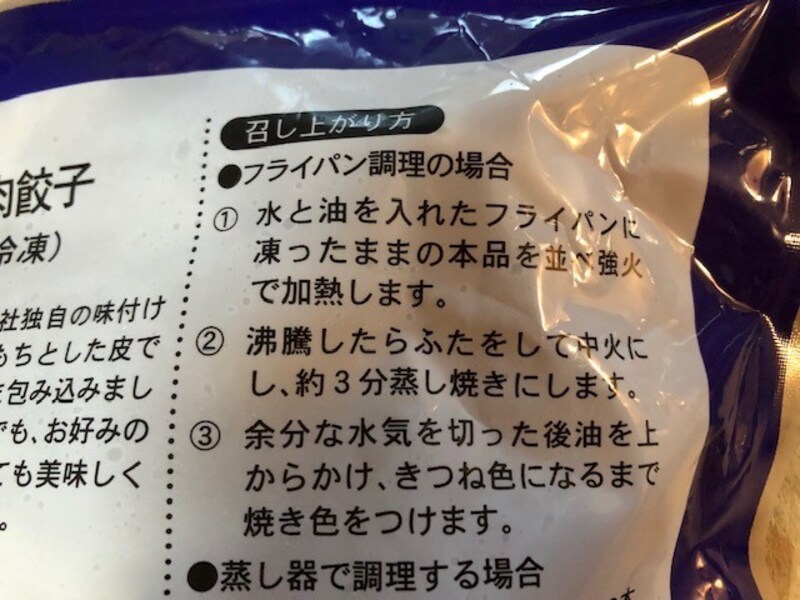 肉餃子
冷凍）
社独自の味付け
もちとした皮で
包み込みまし
でも、お好みの
ても美味しく
。
召し上がり方
●フライパン調理の場合
① 水と油を入れたフライパンに
凍ったままの本品を並べ強火
で加熱します。
② 沸騰したらふたをして中火に
し、約3分蒸し焼きにします。
③ 余分な水気を切った後油を上
からかけ、きつね色になるまで
焼き色をつけます。
●蒸し器で調理する場合